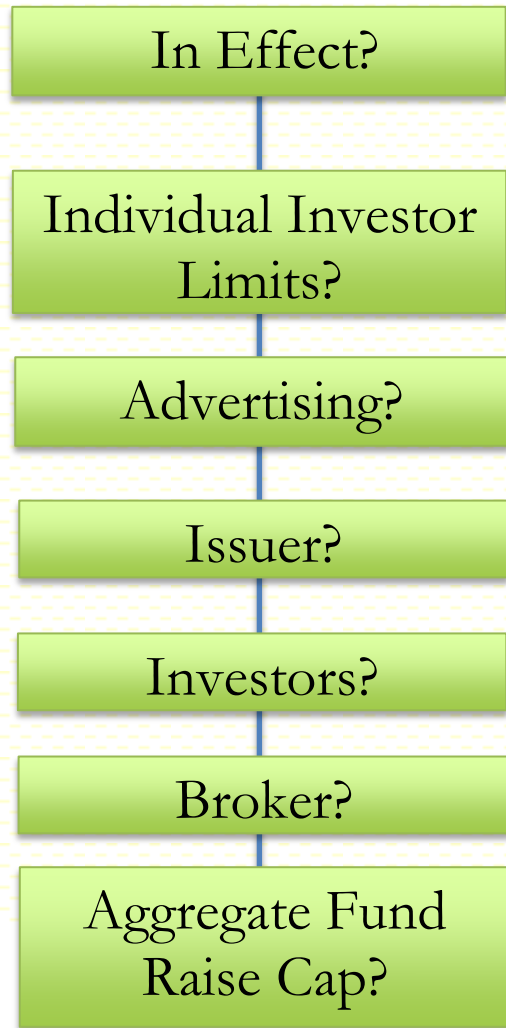 In Effect?
Individual Investor
Limits?
Advertising?
Issuer?
Investors?
Broker?
Aggregate Fund
Raise Cap?